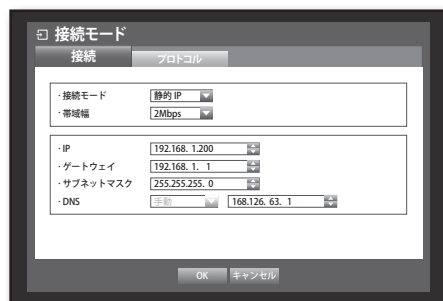 接続モード
接続 プロトコル
·接続モード 静的 IP
·帯域幅 2Mbps
·IP 192.168. 1.200
·ゲートウェイ 192.168. 1. 1
·サブネットマスク 255.255.255. 0
·DNS 手動 168.126. 63. 1
OK キャンセル